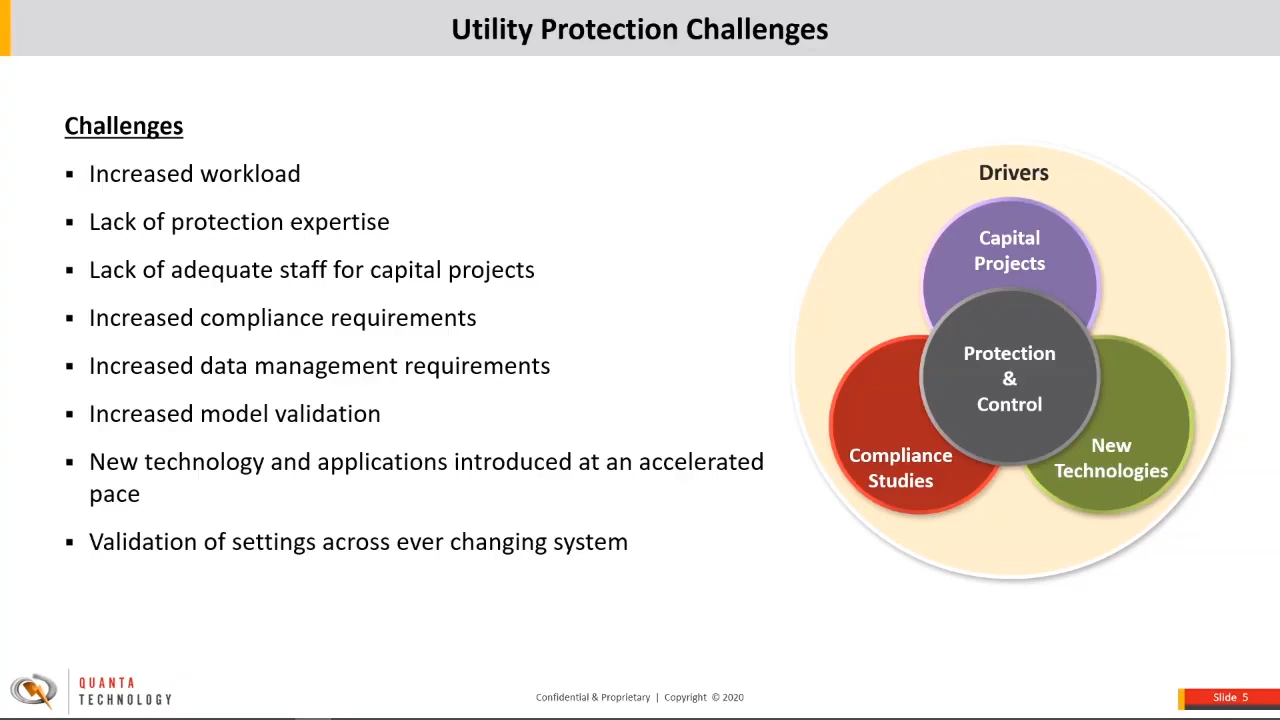 Utility Protection Challenges
Challenges
▪ Increased workload
▪ Lack of protection expertise
▪ Lack of adequate staff for capital projects
▪ Increased compliance requirements
▪ Increased data management requirements
▪ Increased model validation
▪ New technology and applications introduced at an accelerated
pace
▪ Validation of settings across ever changing system
Drivers
Capital
Projects
Protection
&
Control
Compliance
Studies
New
Technologies
QUANTA
TECHNOLOGY
Confidential & Proprietary | Copyright © 2020
Slide 5